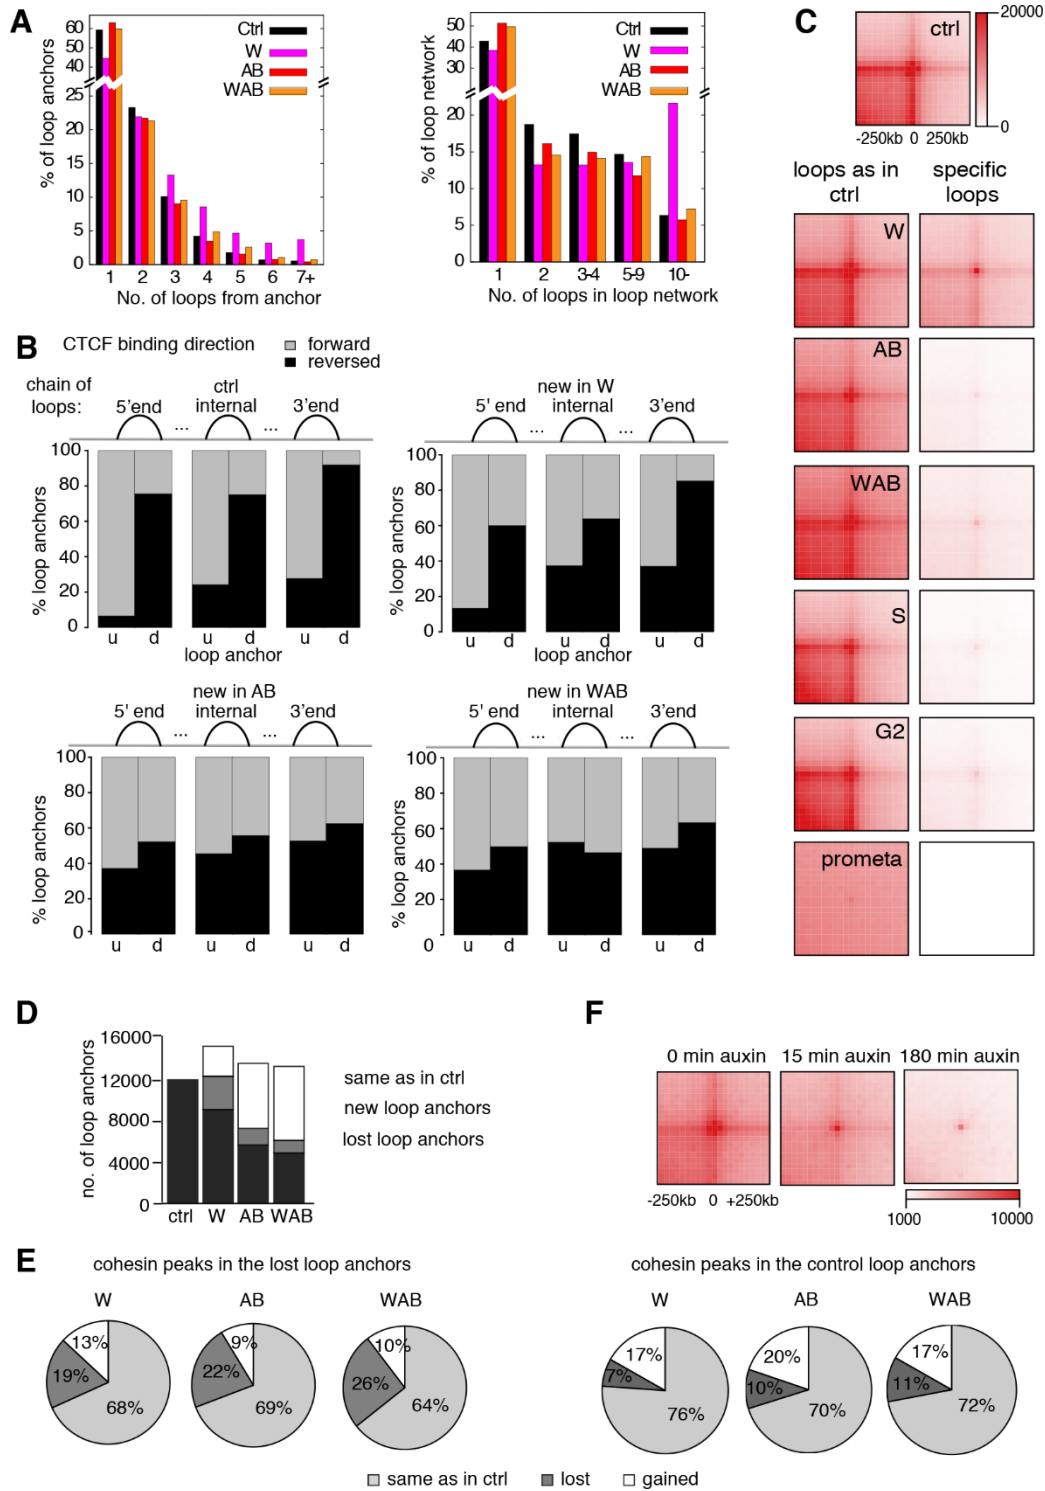 A
% of loop anchors
60
40
25
20
15
10
5
0
Ctrl
W
AB
WAB
1 2 3 4 5 6 7+
No. of loops from anchor
% of loop network
50
40
30
20
15
10
5
0
Ctrl
W
AB
WAB
1 2 3-4 5-9 10-
No. of loops in loop network
B
CTCF binding direction
forward
reversed
chain of loops:
ctrl
5'end ... internal ... 3'end
% loop anchors
100
80
60
40
20
0
u d u d u d
loop anchor
new in W
5' end ... internal ... 3'end
% loop anchors
100
80
60
40
20
0
u d u d u d
loop anchor
new in AB
5' end ... internal ... 3'end
% loop anchors
100
80
60
40
20
0
u d u d u d
new in WAB
5' end ... internal ... 3'end
% loop anchors
100
80
60
40
20
0
u d u d u d
C
ctrl
20000
0
-250kb 0 250kb
loops as in ctrl
specific loops
W
AB
WAB
S
G2
prometa
D
no. of loop anchors
16000
12000
8000
4000
0
ctrl W AB WAB
same as in ctrl
new loop anchors
lost loop anchors
F
0 min auxin 15 min auxin 180 min auxin
-250kb 0 +250kb
1000 10000
E
cohesin peaks in the lost loop anchors
W AB WAB
13% 19% 68%
9% 22% 69%
10% 26% 64%
cohesin peaks in the control loop anchors
W AB WAB
17% 7% 76%
20% 10% 70%
17% 11% 72%
same as in ctrl lost gained